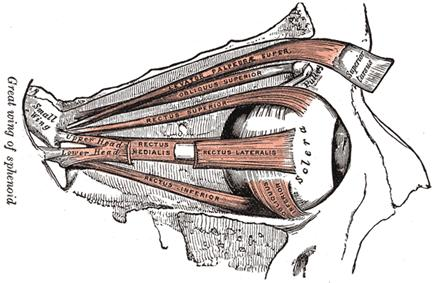 LEVATOR PALPEBRÆ SUPER.
OBLIQUUS SUPERIOR
Pulley
Superior
tarsus
RECTUS SUPERIOR
Small
Wing
Upper Head
Lower Head
RECTUS
MEDIALIS
RECTUS LATERALIS
Sclera
RECTUS INFERIOR
OBLIQUUS
INFERIOR
Great wing of sphenoid